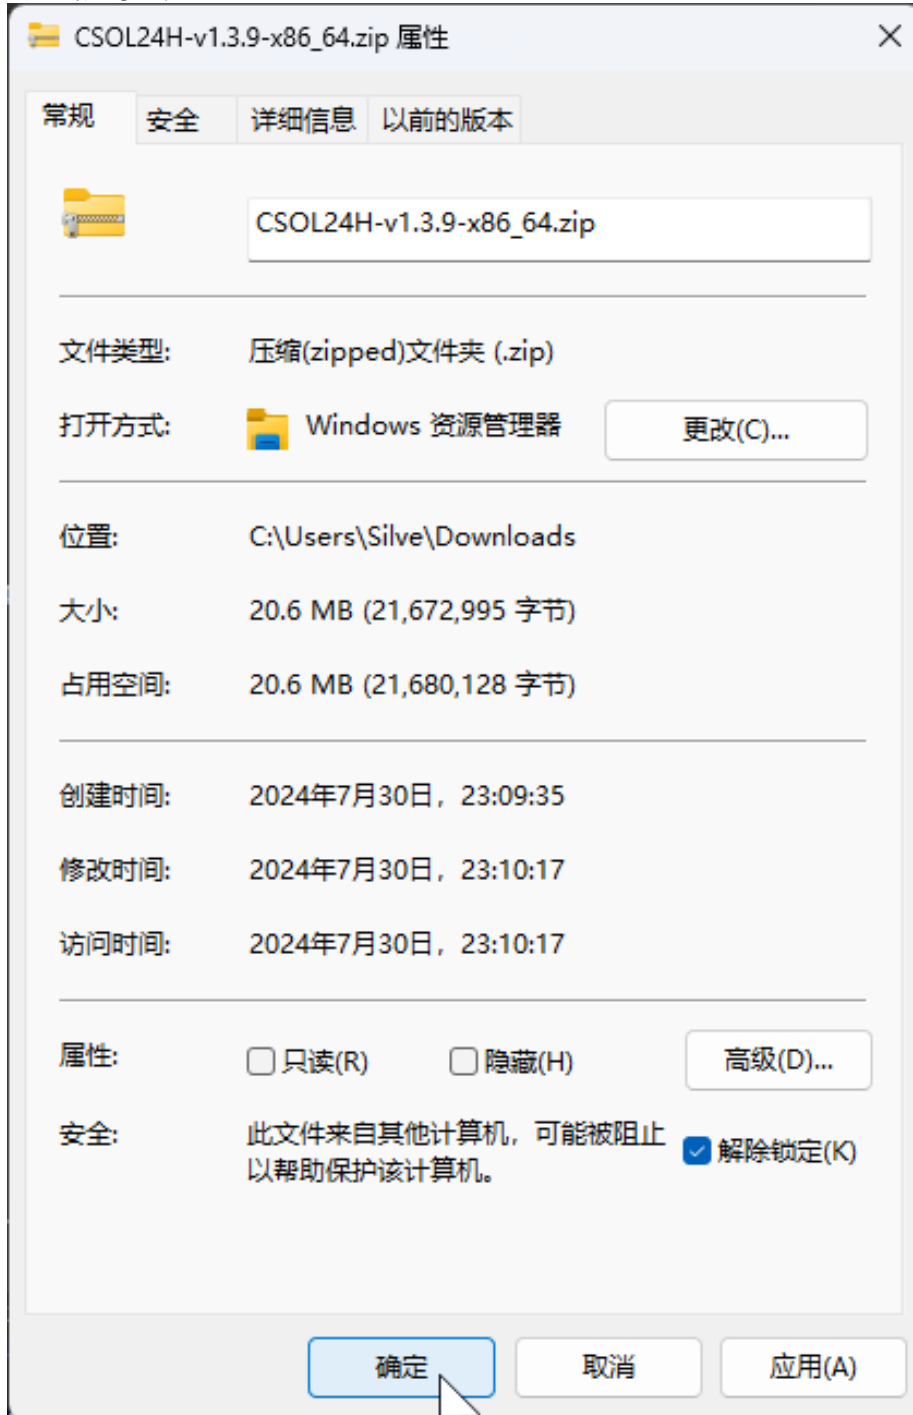 CSOL24H-v1.3.9-x86_64.zip 属性
常规 安全 详细信息 以前的版本
CSOL24H-v1.3.9-x86_64.zip
文件类型: 压缩(zipped)文件夹 (.zip)
打开方式: Windows 资源管理器 更改(C)...
位置: C:\Users\Silve\Downloads
大小: 20.6 MB (21,672,995 字节)
占用空间: 20.6 MB (21,680,128 字节)
创建时间: 2024年7月30日，23:09:35
修改时间: 2024年7月30日，23:10:17
访问时间: 2024年7月30日，23:10:17
属性: 只读(R) 隐藏(H) 高级(D)...
安全: 此文件来自其他计算机，可能被阻止
以帮助保护该计算机。 解除锁定(K)
确定 取消 应用(A)